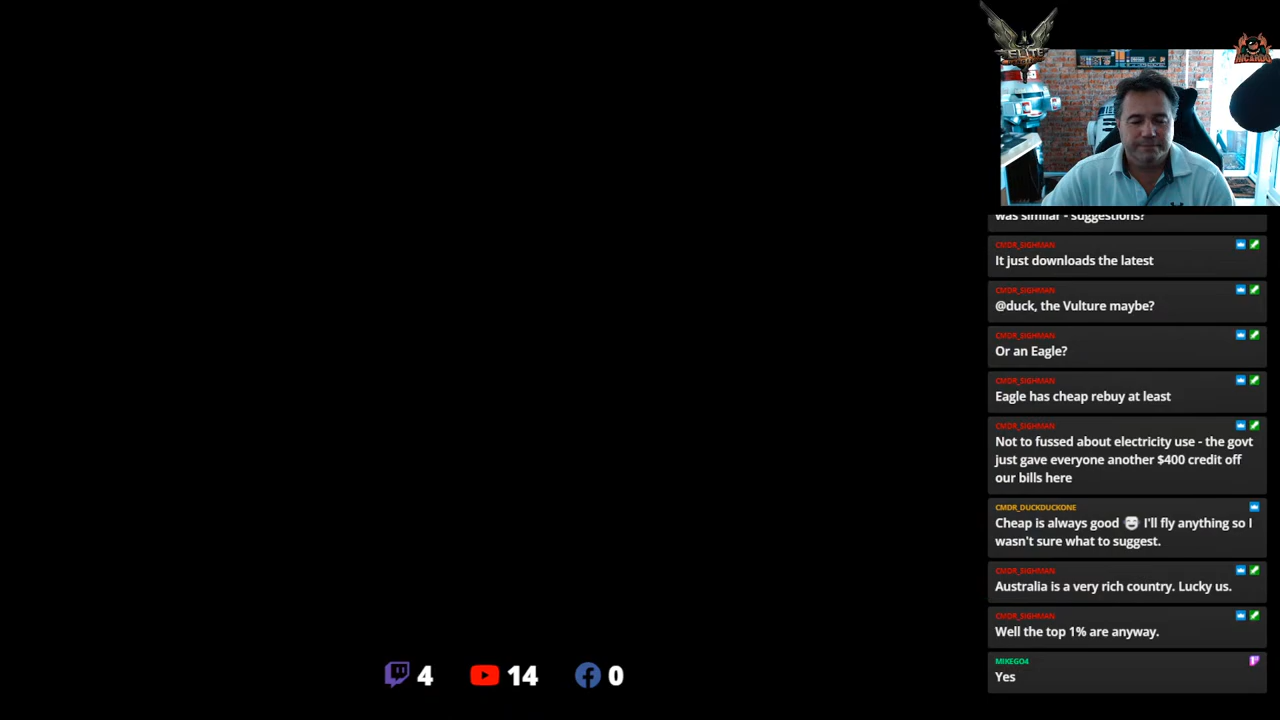 ELITE
RICARDO
was similar - suggestions?
CMDR_SIGHMAN
It just downloads the latest
CMDR_SIGHMAN
@duck, the Vulture maybe?
CMDR_SIGHMAN
Or an Eagle?
CMDR_SIGHMAN
Eagle has cheap rebuy at least
CMDR_SIGHMAN
Not to fussed about electricity use - the govt
just gave everyone another $400 credit off
our bills here
CMDR_DUCKDUCKONE
Cheap is always good I'll fly anything so I
wasn't sure what to suggest.
CMDR_SIGHMAN
Australia is a very rich country. Lucky us.
CMDR_SIGHMAN
Well the top 1% are anyway.
MIKEGO4
Yes
4 14 0